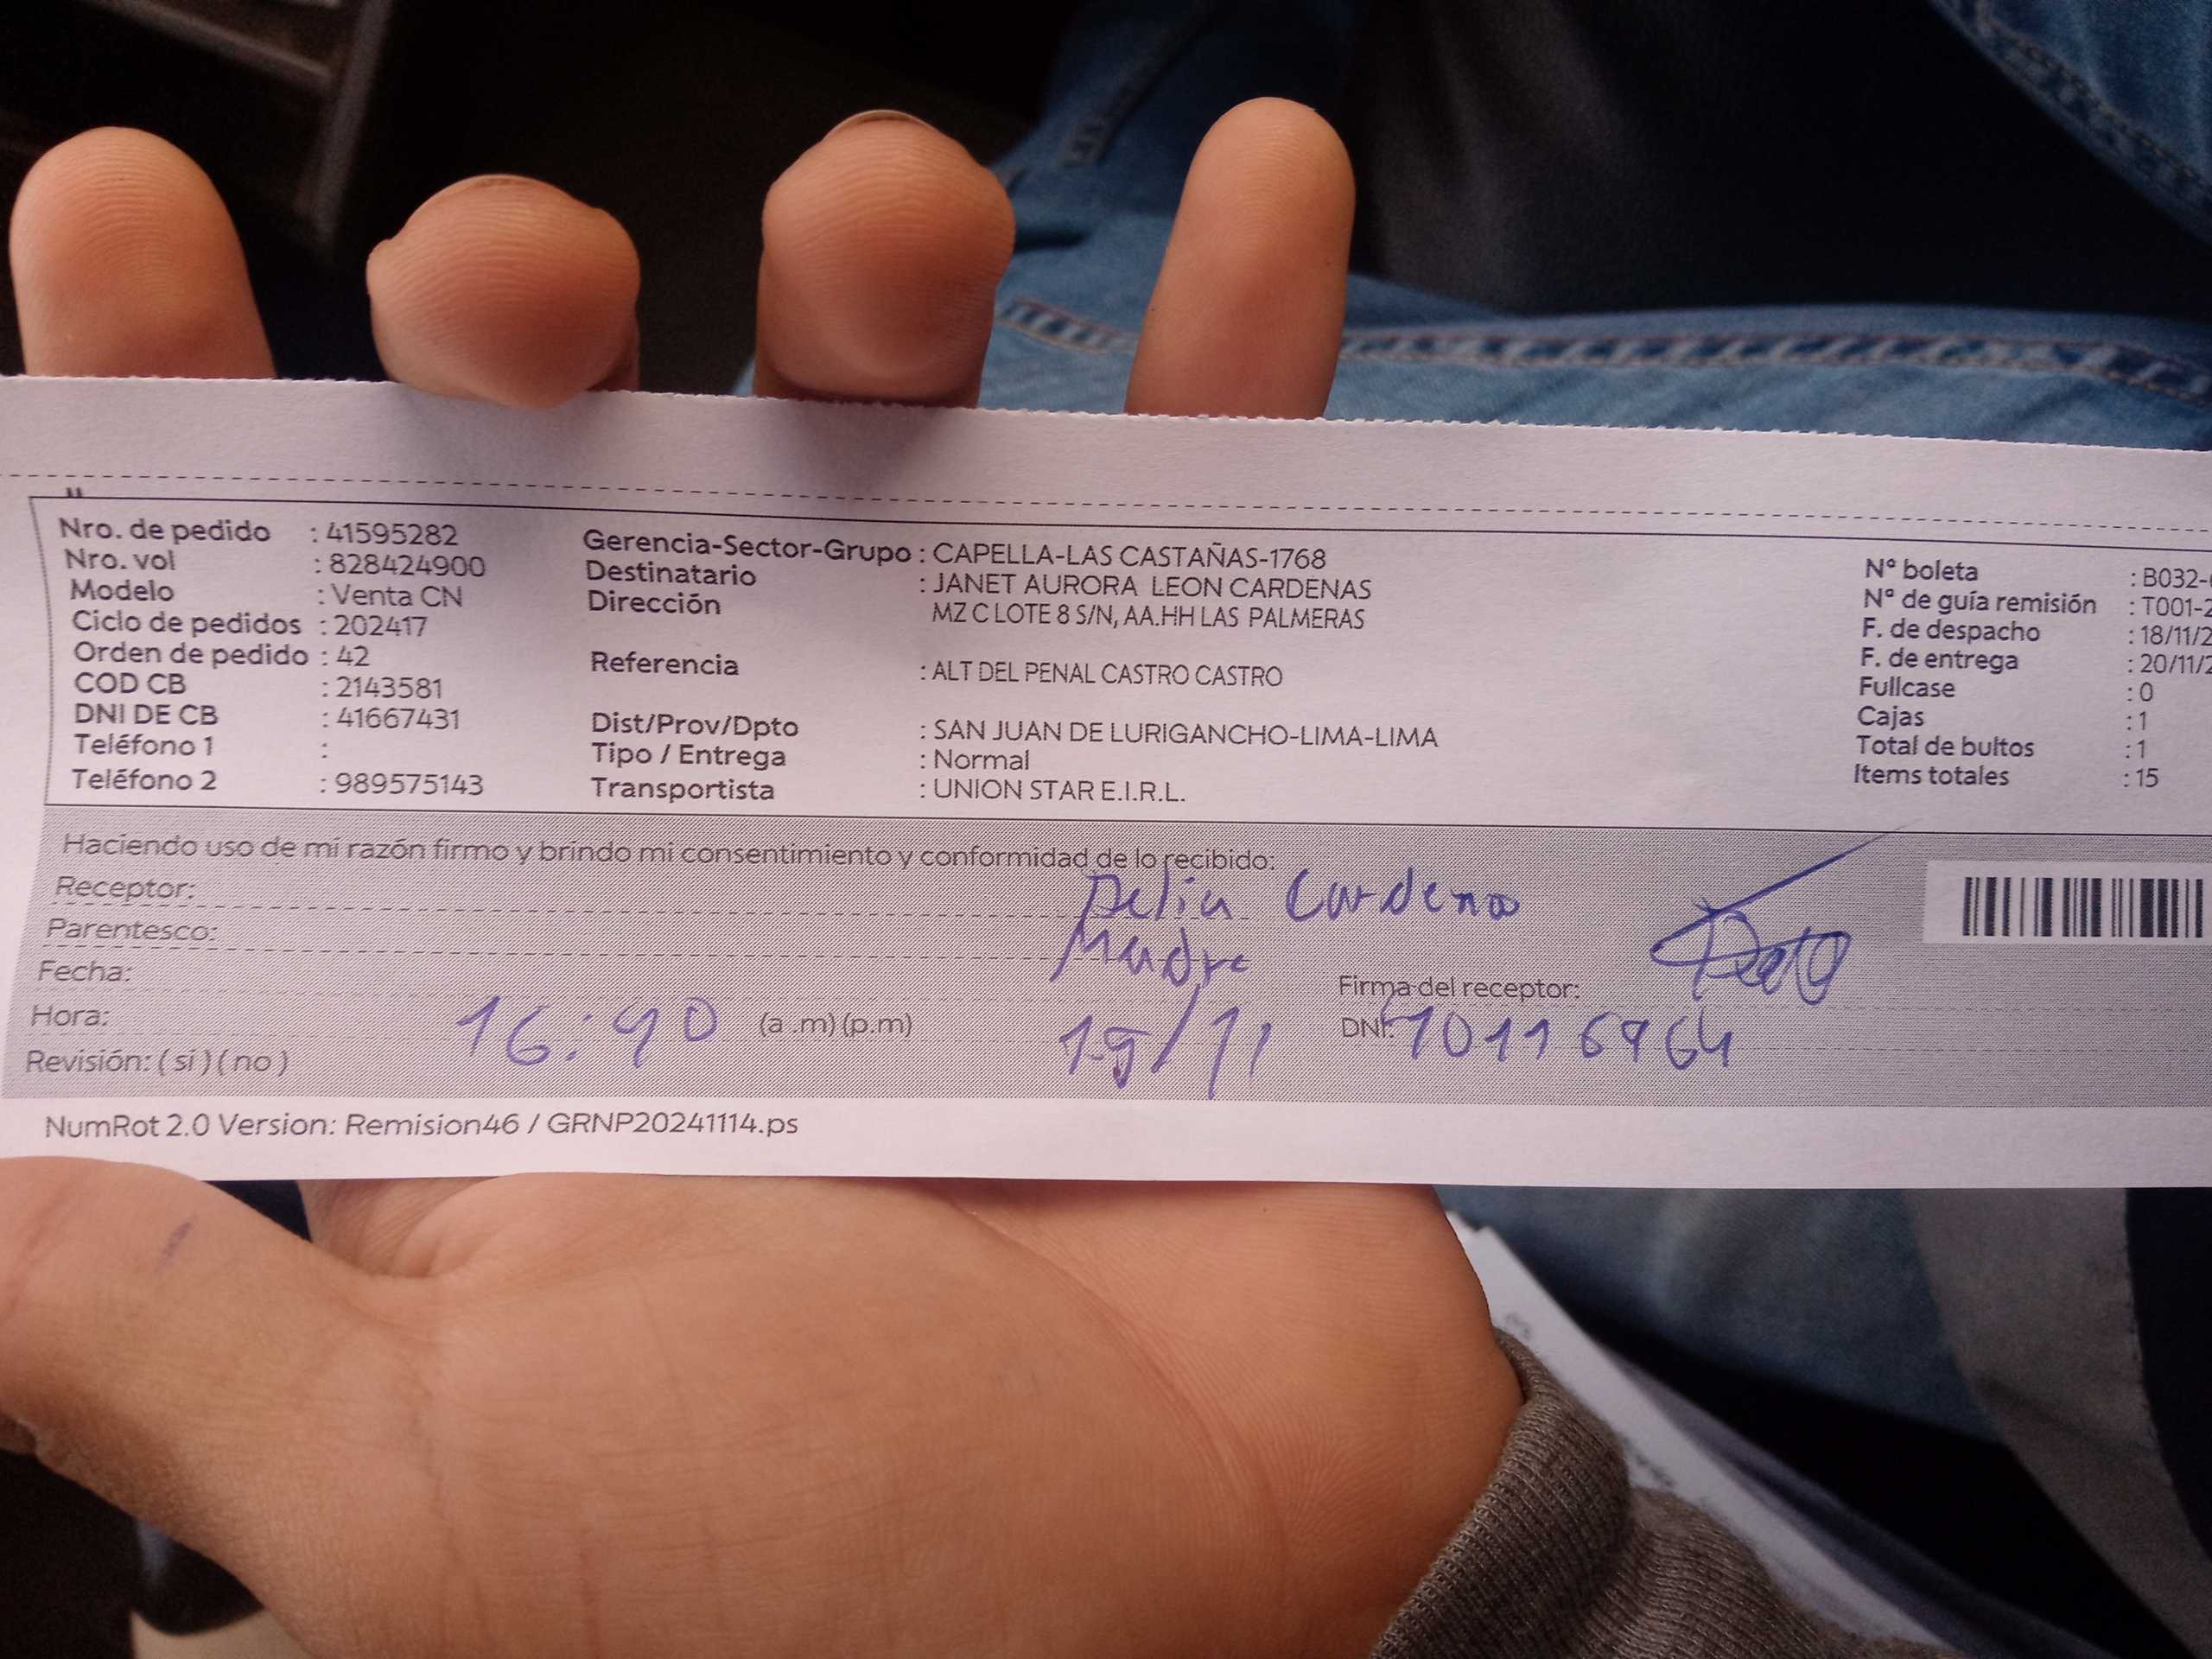 Nro. de pedido : 41595282
Nro. vol : 828424900
Modelo : Venta CN
Ciclo de pedidos : 202417
Orden de pedido : 42
COD CB : 2143581
DNI DE CB : 41667431
Teléfono 1 :
Teléfono 2 : 989575143
Gerencia-Sector-Grupo : CAPELLA-LAS CASTAÑAS-1768
Destinatario : JANET AURORA LEON CARDENAS
Dirección MZ C LOTE 8 S/N, AA.HH LAS PALMERAS
Referencia : ALT DEL PENAL CASTRO CASTRO
Dist/Prov/Dpto : SAN JUAN DE LURIGANCHO-LIMA-LIMA
Tipo / Entrega : Normal
Transportista : UNION STAR E.I.R.L.
Nº boleta : B032-
Nº de guía remisión : T001-2
F. de despacho : 18/11/2
F. de entrega : 20/11/2
Fullcase : 0
Cajas : 1
Total de bultos : 1
Items totales : 15
Haciendo uso de mi razón firmo y brindo mi consentimiento y conformidad de lo recibido:
Receptor: Delia Cardenas
Parentesco: Madre
Fecha: 19/11
Firma del receptor:
Hora: 16:40 (a .m) (p.m)
DNI:
Revisión: ( si ) ( no )
NumRot 2.0 Version: Remision46 / GRNP20241114.ps